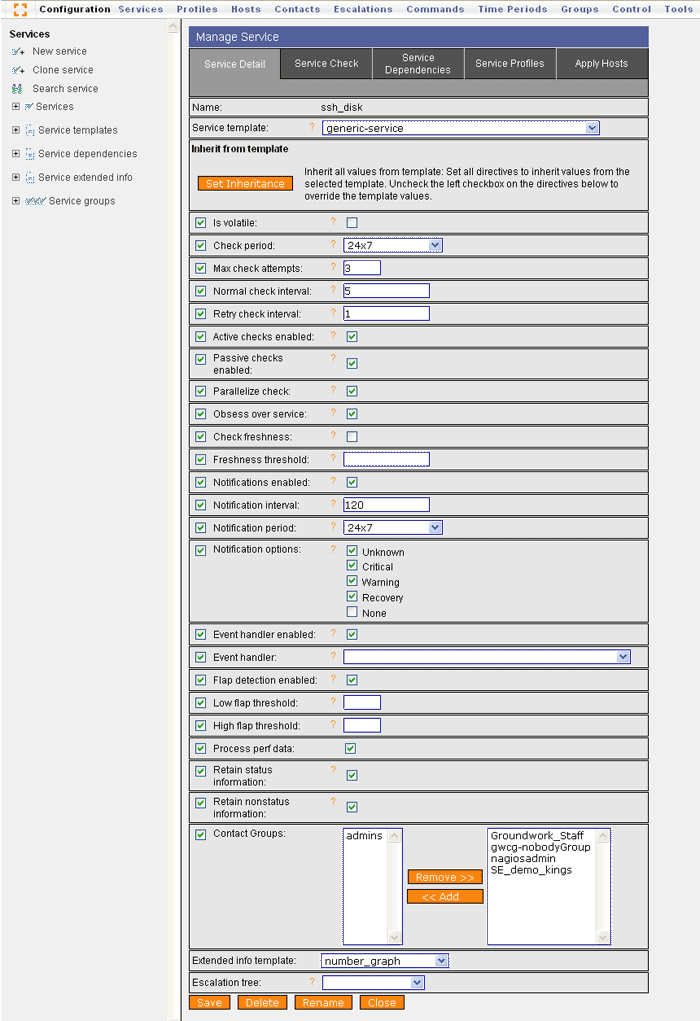 Configuration Services Profiles Hosts Contacts Escalations Commands Time Periods Groups Control Tools
Services
New service
Clone service
Search service
Services
Service templates
Service dependencies
Service extended info
Service groups
Manage Service
Service Detail
Service Check
Service Dependencies
Service Profiles
Apply Hosts
Name: ssh_disk
Service template: ? generic-service
Inherit from template
Set Inheritance
Inherit all values from template: Set all directives to inherit values from the
selected template. Uncheck the left checkbox on the directives below to
override the template values.
Is volatile: ?
Check period: ? 24x7
Max check attempts: ? 3
Normal check interval: ? 5
Retry check interval: ? 1
Active checks enabled: ?
Passive checks ?
enabled:
Parallelize check: ?
Obsess over service: ?
Check freshness: ?
Freshness threshold: ?
Notifications enabled: ?
Notification interval: ? 120
Notification period: ? 24x7
Notification options: ? Unknown
Critical
Warning
Recovery
None
Event handler enabled: ?
Event handler: ?
Flap detection enabled: ?
Low flap threshold: ?
High flap threshold: ?
Process perf data:
Retain status ?
information:
Retain nonstatus ?
information:
Contact Groups:
admins
Remove >>
<< Add
Groundwork_Staff
gwcg-nobodyGroup
nagiosadmin
SE_demo_kings
Extended info template: number_graph
Escalation tree: ?
Save Delete Rename Close